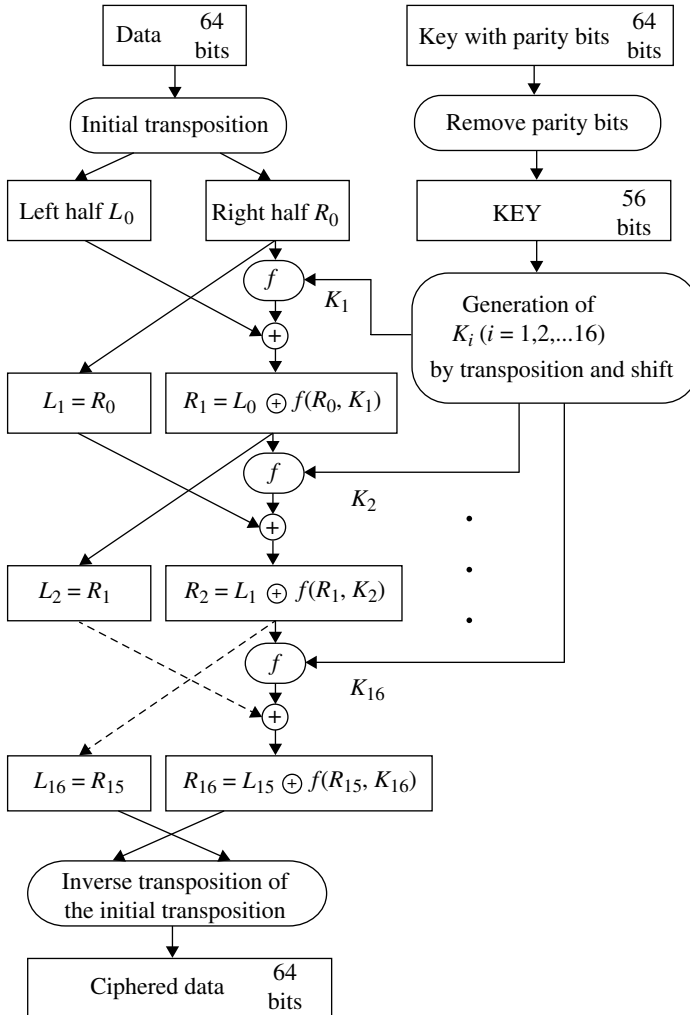 Data 64 bits
Key with parity bits 64 bits
Initial transposition
Remove parity bits
Left half L₀
Right half R₀
KEY 56 bits
f
K₁
Generation of
Kᵢ (i = 1,2,...16)
by transposition and shift
+
L₁ = R₀
R₁ = L₀ ⊕ f(R₀, K₁)
f
K₂
+
L₂ = R₁
R₂ = L₁ ⊕ f(R₁, K₂)
f
K₁₆
+
L₁₆ = R₁₅
R₁₆ = L₁₅ ⊕ f(R₁₅, K₁₆)
Inverse transposition of
the initial transposition
Ciphered data 64 bits